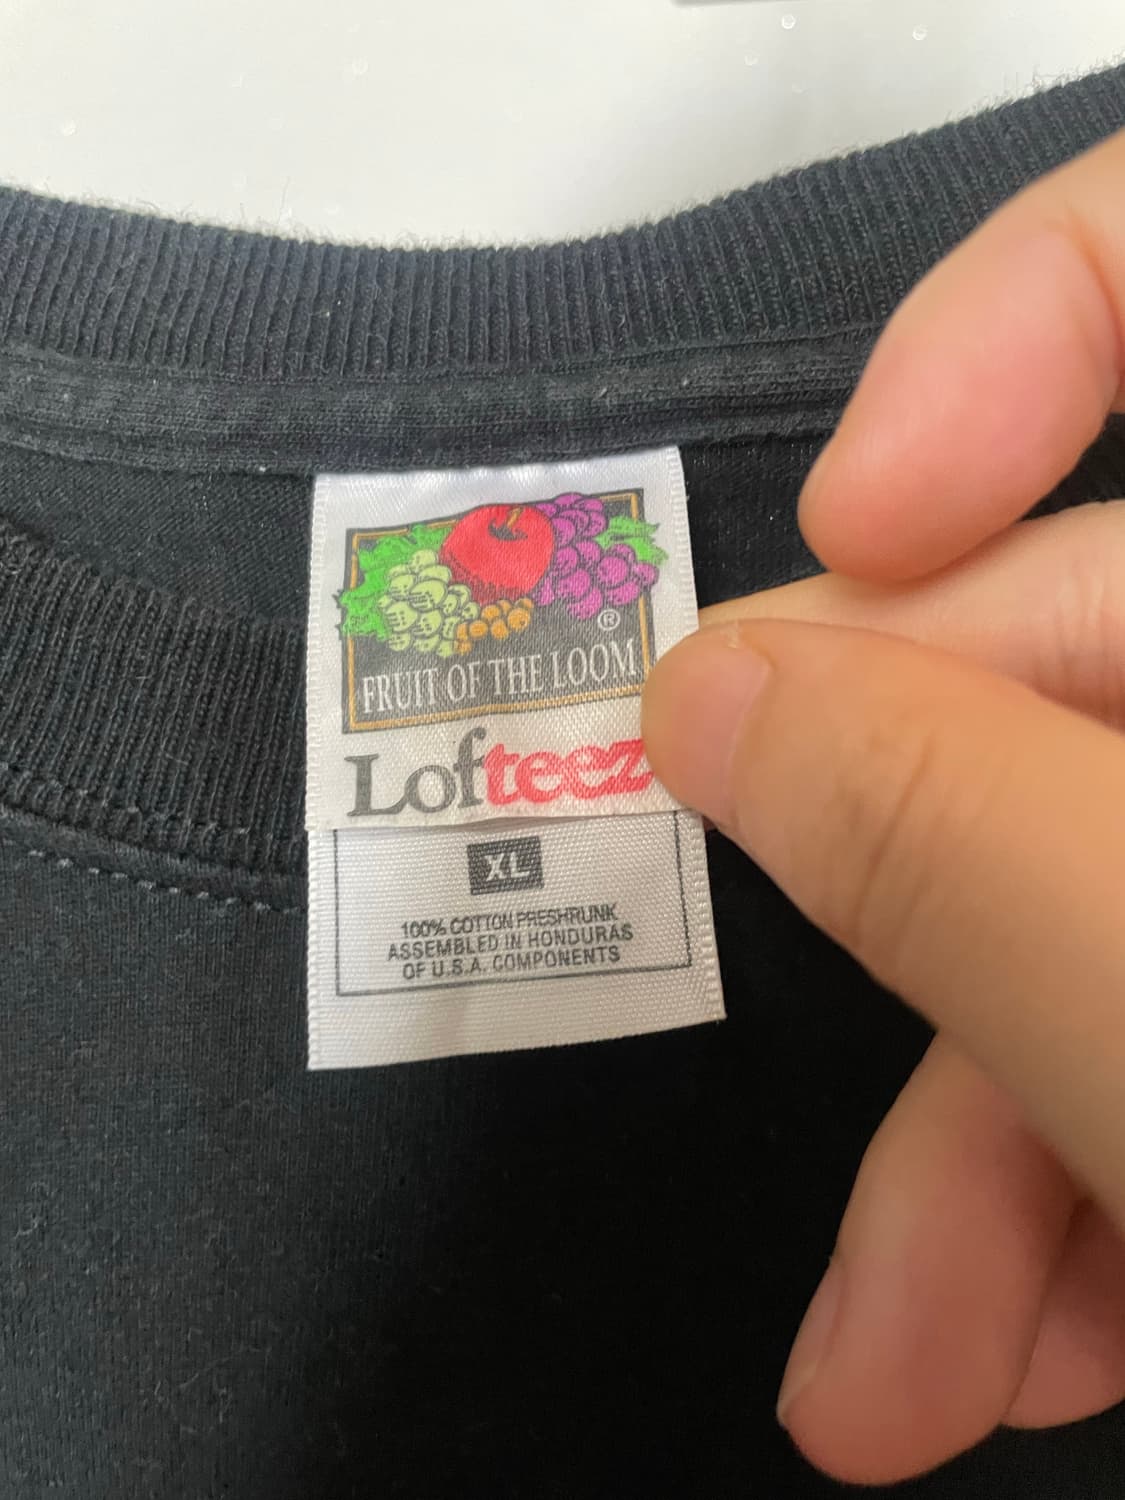 ®
FRUIT OF THE LOOM
Lofteez
XL
100% COTTON PRESHRUNK
ASSEMBLED IN HONDURAS
OF U.S.A. COMPONENTS